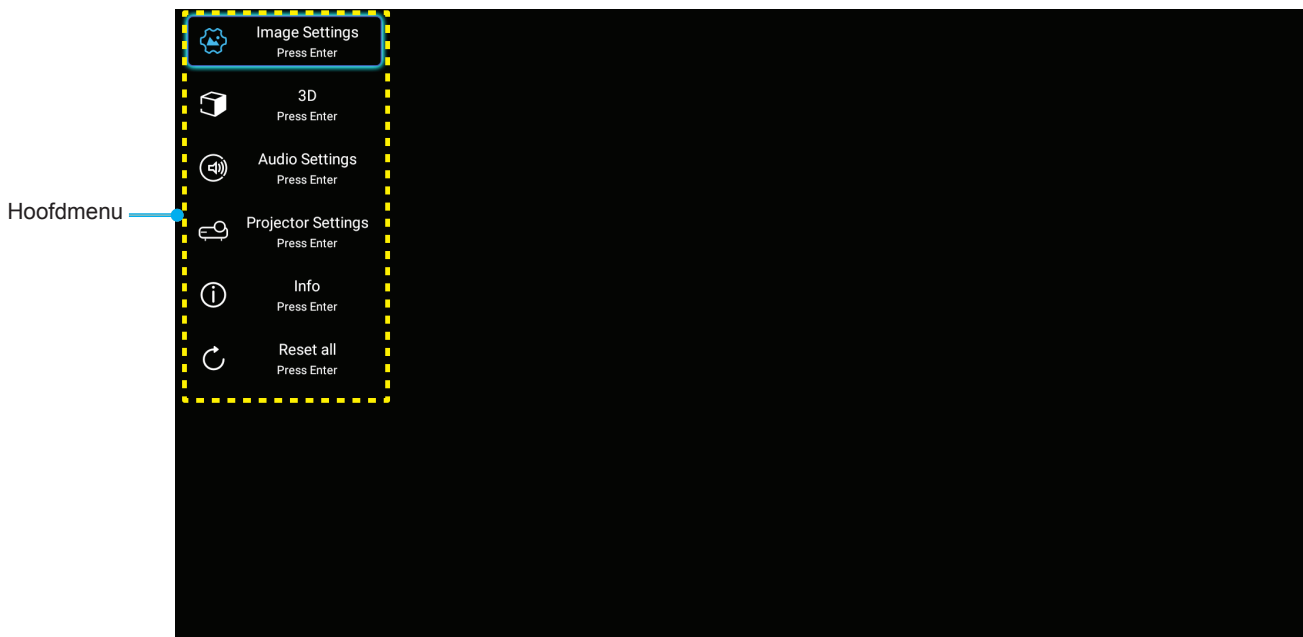 Image Settings
Press Enter
3D
Press Enter
Audio Settings
Press Enter
Hoofdmenu
Projector Settings
Press Enter
Info
Press Enter
Reset all
Press Enter